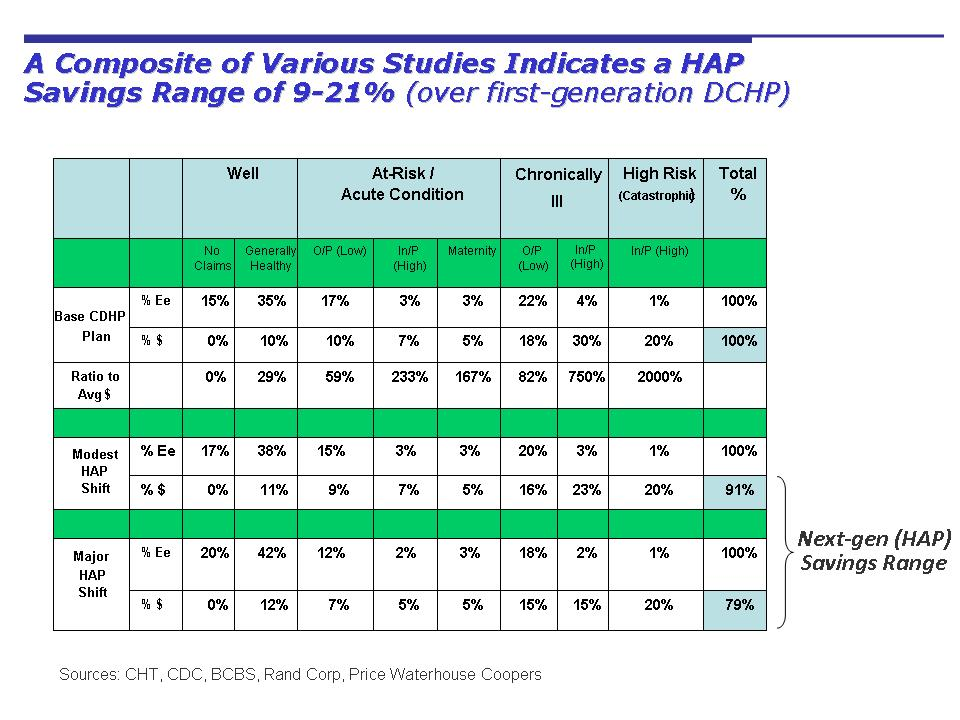 A Composite of Various Studies Indicates a HAP
Savings Range of 9-21% (over first-generation DCHP)
Well At-Risk / Chronically High Risk Total
Acute Condition Ill (Catastrophic) %
No Generally O/P (Low) In/P Maternity O/P In/P In/P (High)
Claims Healthy (High) (Low) (High)
Base CDHP Plan % Ee 15% 35% 17% 3% 3% 22% 4% 1% 100%
% $ 0% 10% 10% 7% 5% 18% 30% 20% 100%
Ratio to Avg $ 0% 29% 59% 233% 167% 82% 750% 2000%
Modest HAP Shift % Ee 17% 38% 15% 3% 3% 20% 3% 1% 100%
% $ 0% 11% 9% 7% 5% 16% 23% 20% 91%
Major HAP Shift % Ee 20% 42% 12% 2% 3% 18% 2% 1% 100%
% $ 0% 12% 7% 5% 5% 15% 15% 20% 79%
Next-gen (HAP)
Savings Range
Sources: CHT, CDC, BCBS, Rand Corp, Price Waterhouse Coopers